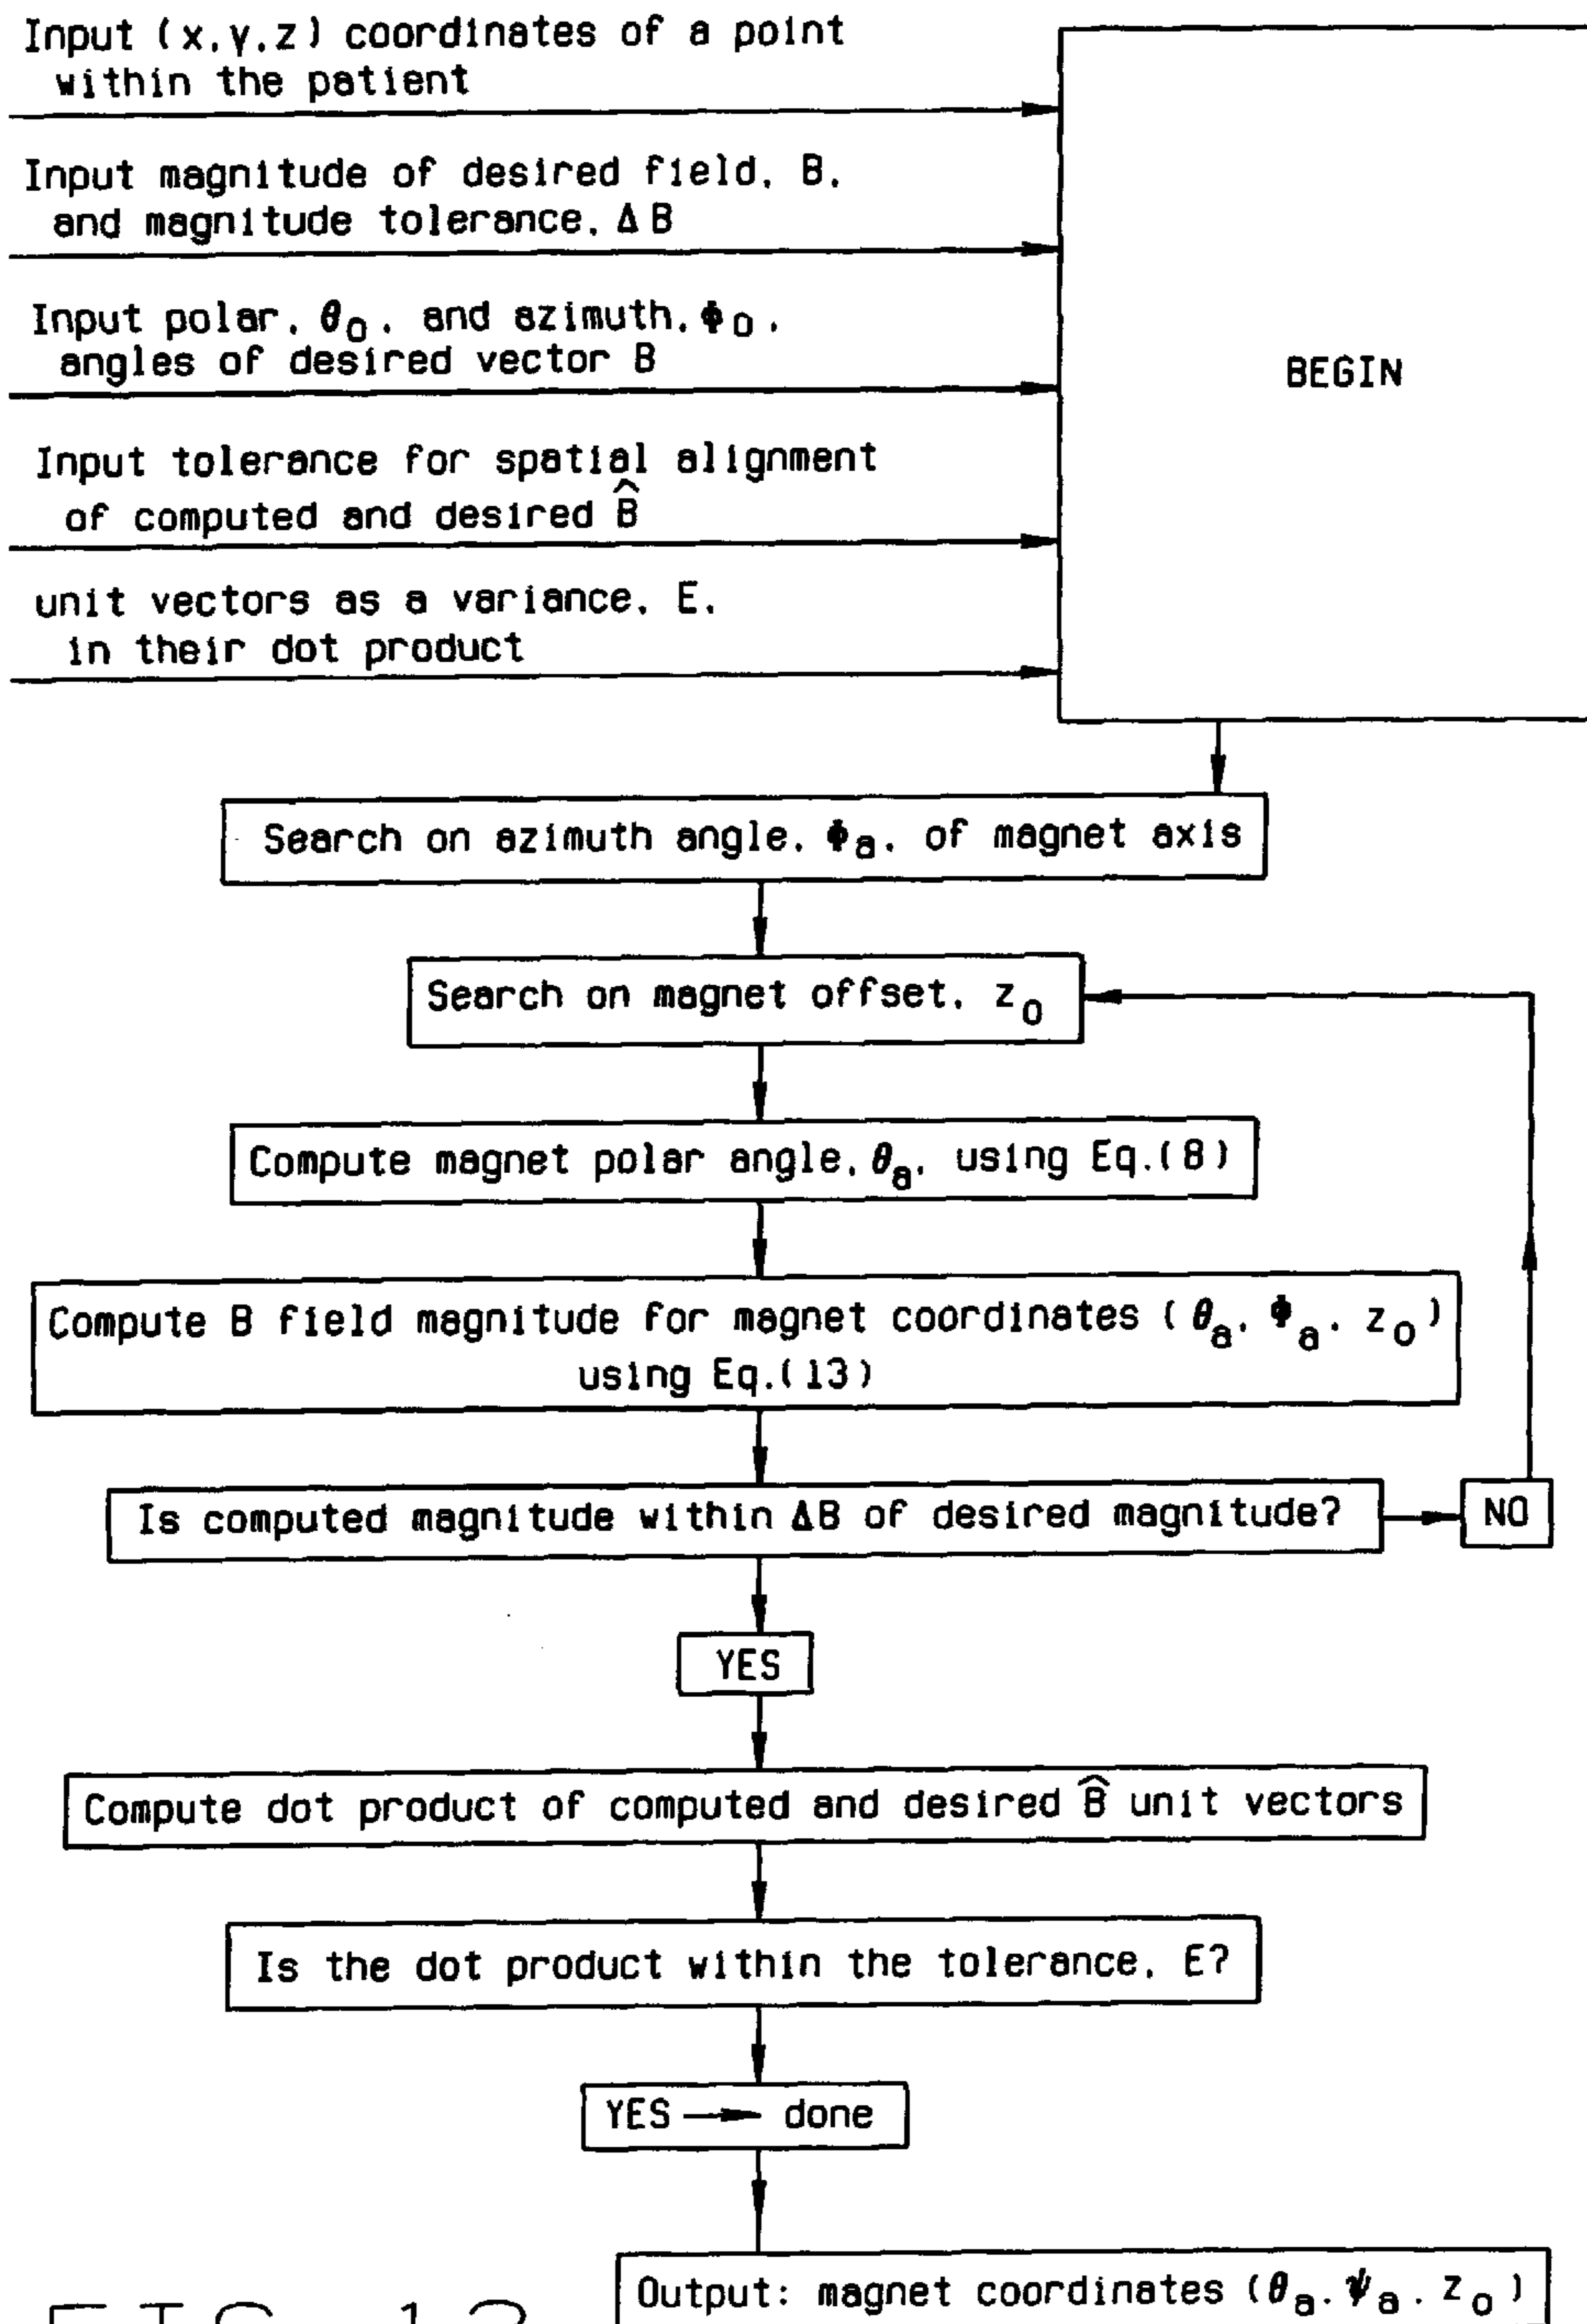 Input (x,y,z) coordinates of a point
within the patient
Input magnitude of desired field, B,
and magnitude tolerance, ΔB
Input polar, θ₀, and azimuth, Φ₀,
angles of desired vector B
Input tolerance for spatial alignment
of computed and desired B̂
unit vectors as a variance, E,
in their dot product
BEGIN
Search on azimuth angle, Φₐ, of magnet axis
Search on magnet offset, z₀
Compute magnet polar angle, θₐ, using Eq.(8)
Compute B field magnitude for magnet coordinates (θₐ, Φₐ, z₀)
using Eq.(13)
Is computed magnitude within ΔB of desired magnitude?
NO
YES
Compute dot product of computed and desired B̂ unit vectors
Is the dot product within the tolerance, E?
YES → done
Output: magnet coordinates (θₐ, ψₐ, z₀)